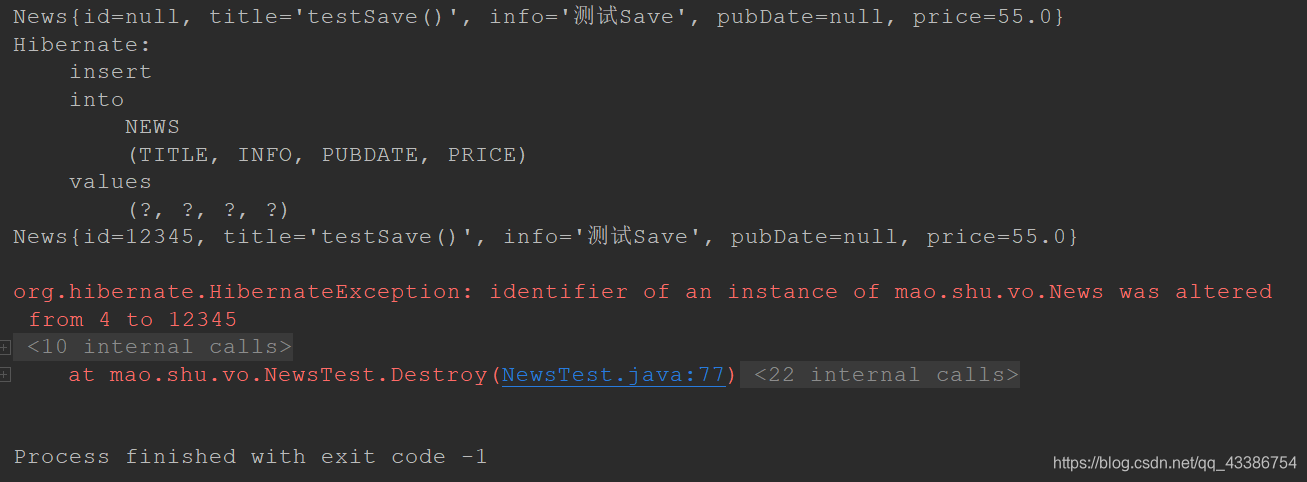 News{id=null, title='testSave()', info='测试Save', pubDate=null, price=55.0}
Hibernate:
    insert
    into
        NEWS
        (TITLE, INFO, PUBDATE, PRICE)
    values
        (?, ?, ?, ?)
News{id=12345, title='testSave()', info='测试Save', pubDate=null, price=55.0}
org.hibernate.HibernateException: identifier of an instance of mao.shu.vo.News was altered
 from 4 to 12345
 <10 internal calls>
    at mao.shu.vo.NewsTest.Destroy(NewsTest.java:77) <22 internal calls>
Process finished with exit code -1
https://blog.csdn.net/qq_43386754